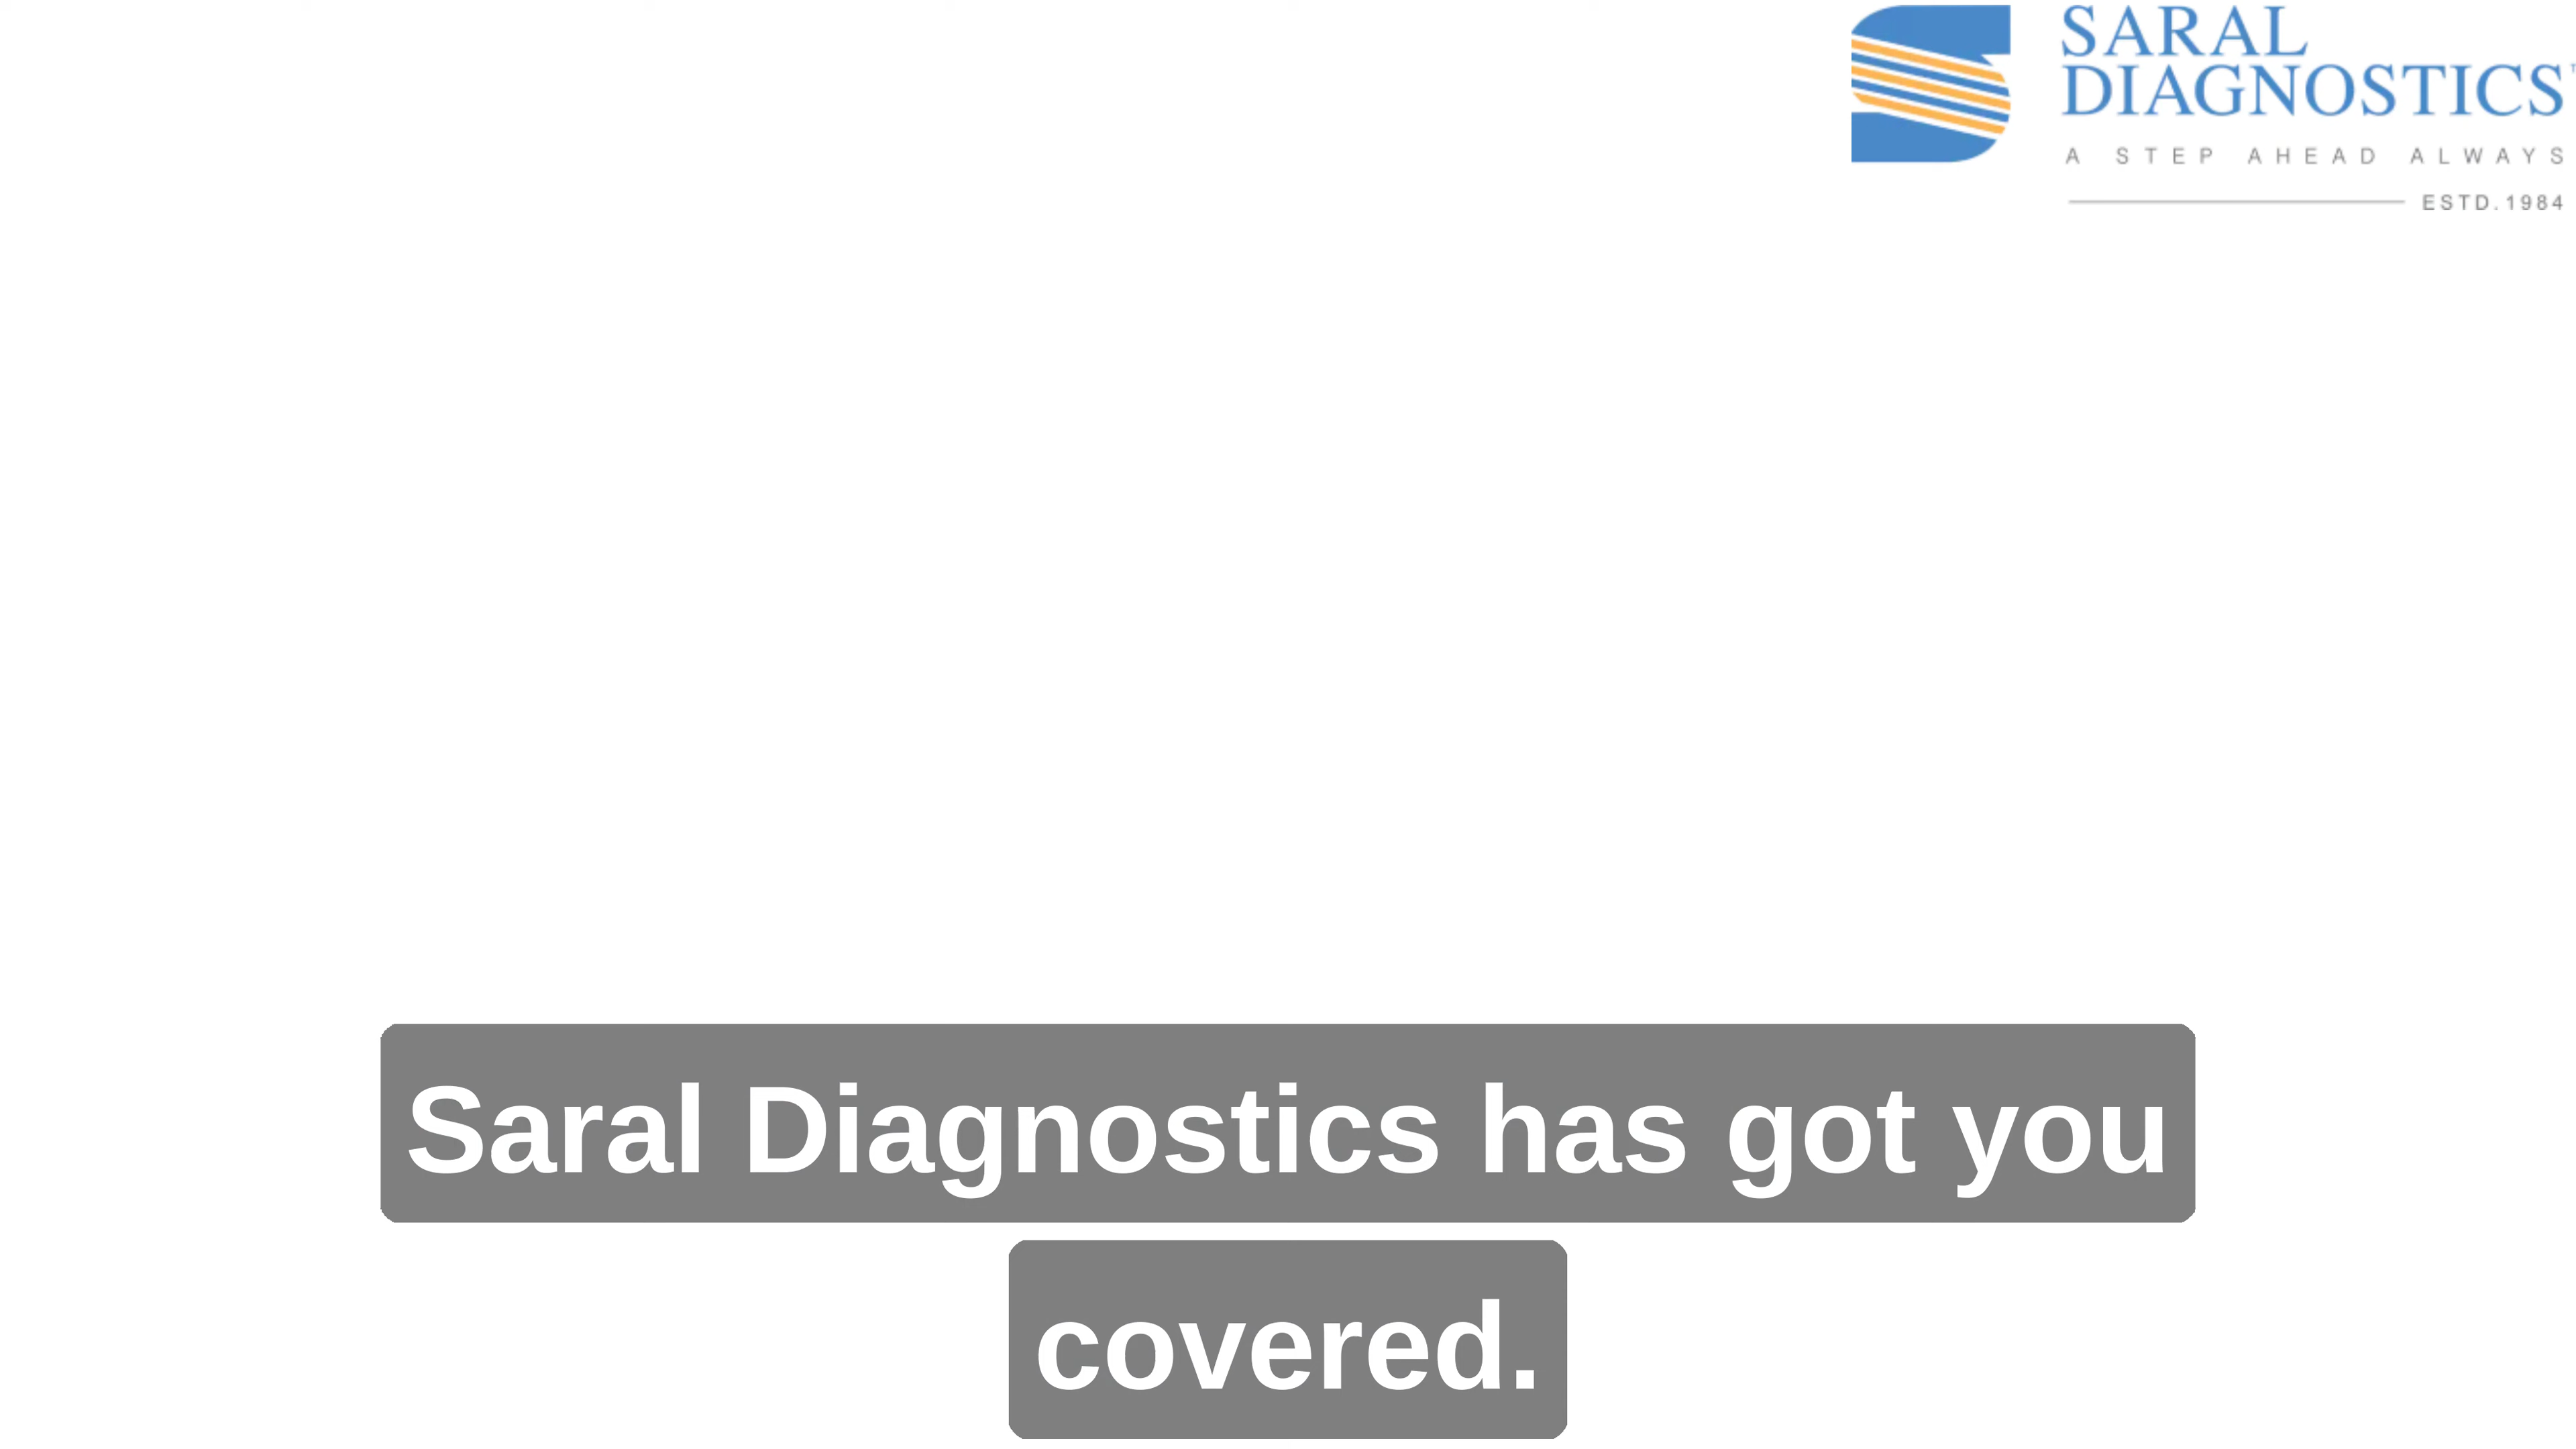 SARAL
DIAGNOSTICS
A STEP AHEAD ALWAYS
ESTD.1984
Saral Diagnostics has got you
covered.